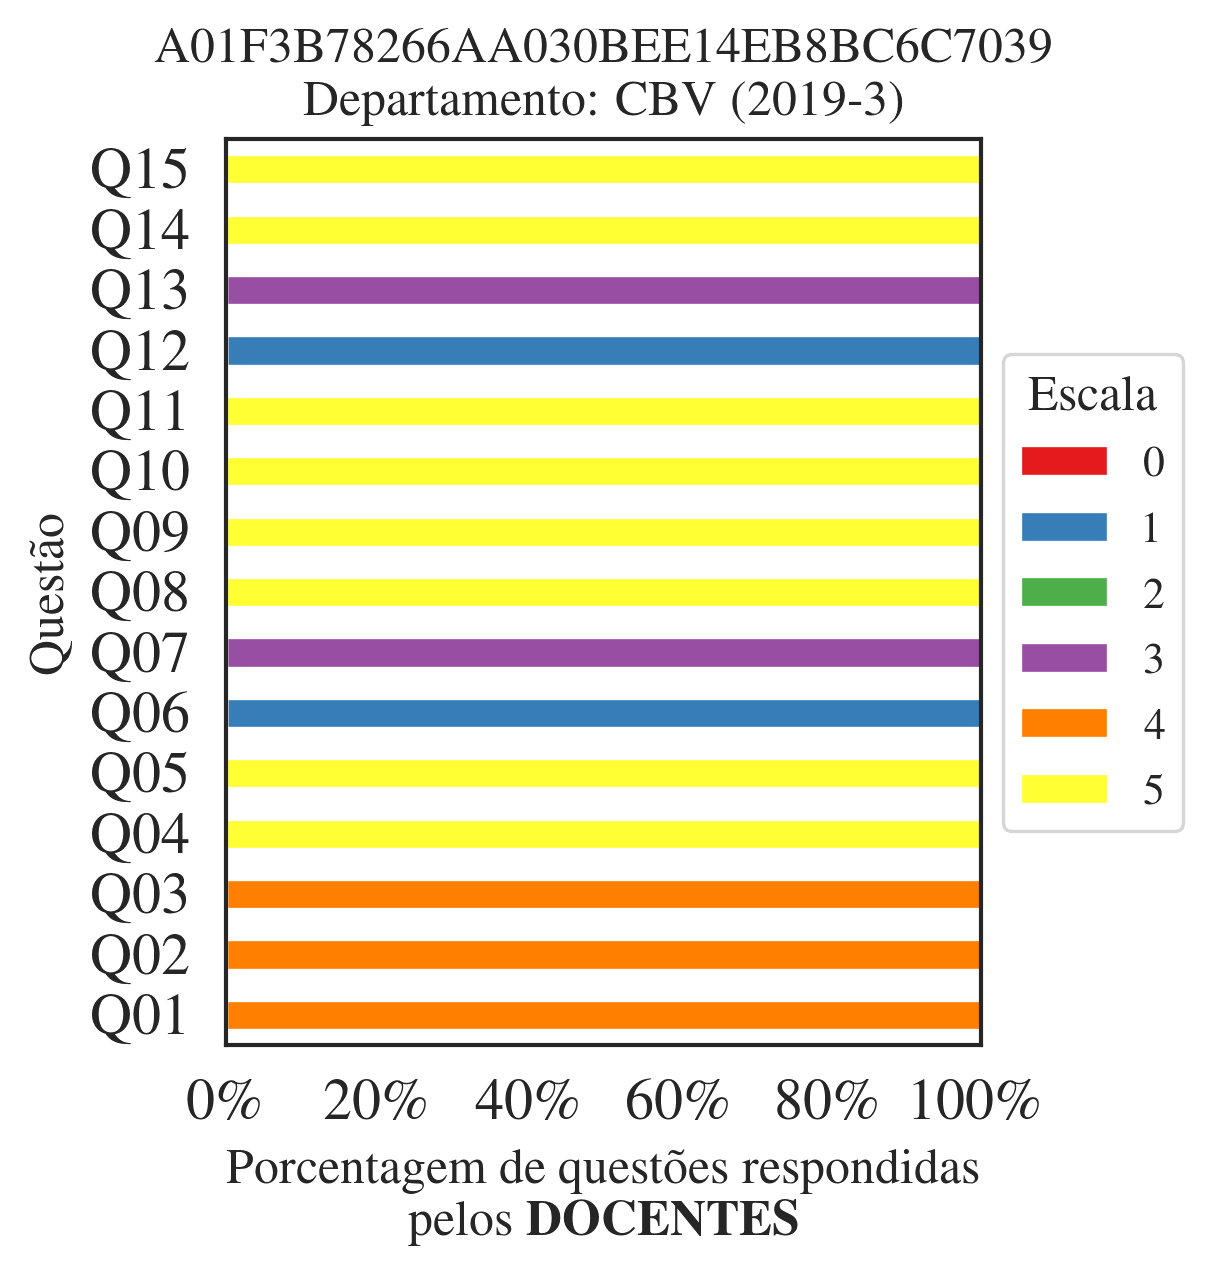 A01F3B78266AA030BEE14EB8BC6C7039
Departamento: CBV (2019-3)
Questão
Q15
Q14
Q13
Q12
Q11
Q10
Q09
Q08
Q07
Q06
Q05
Q04
Q03
Q02
Q01
0% 20% 40% 60% 80% 100%
Porcentagem de questões respondidas
pelos DOCENTES
Escala
0
1
2
3
4
5